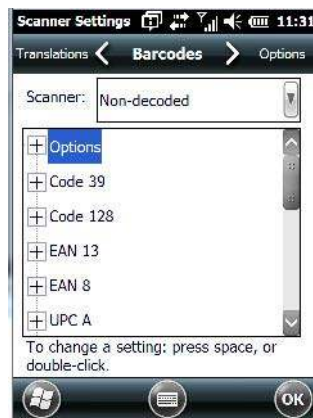 Scanner Settings 11:31
Translations Barcodes Options
Scanner: Non-decoded
Options
Code 39
Code 128
EAN 13
EAN 8
UPC A
To change a setting: press space, or
double-click.
OK